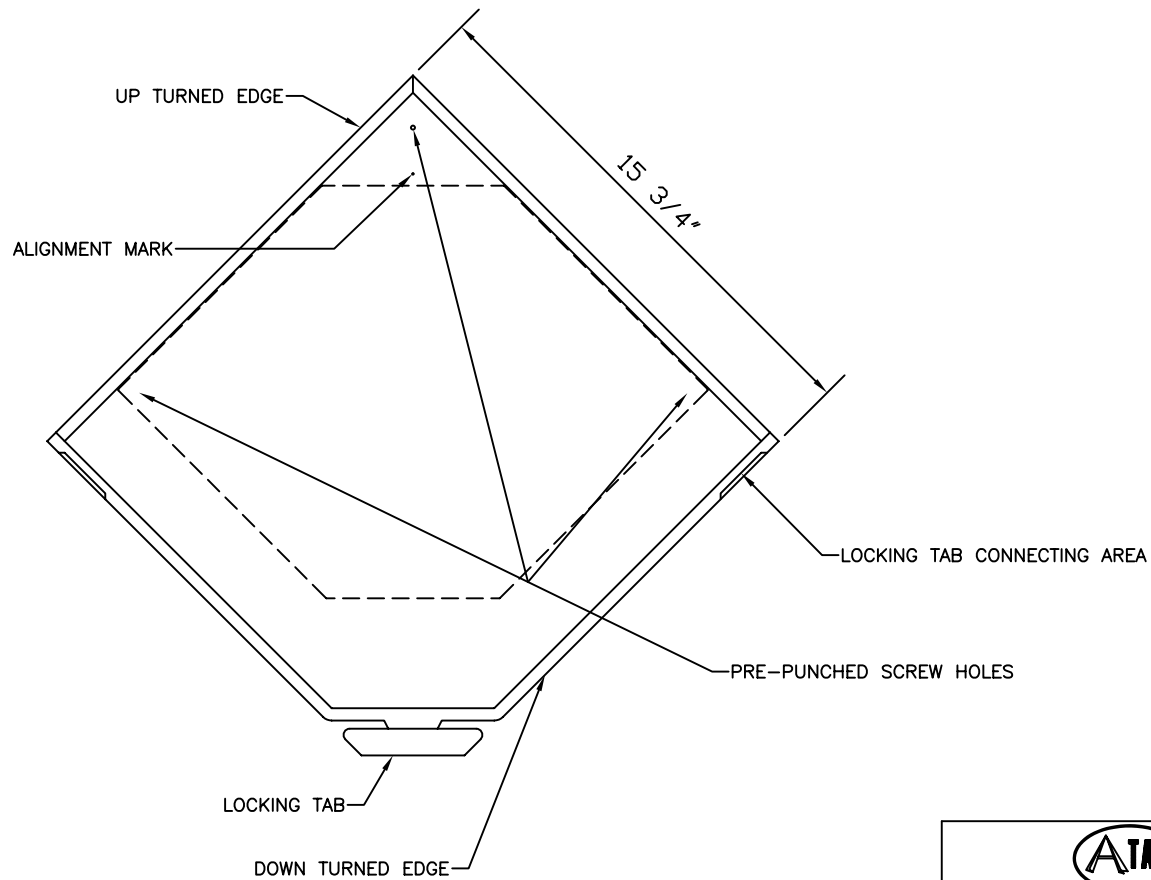 UP TURNED EDGE
15 3/4"
ALIGNMENT MARK
LOCKING TAB CONNECTING AREA
PRE-PUNCHED SCREW HOLES
LOCKING TAB
DOWN TURNED EDGE